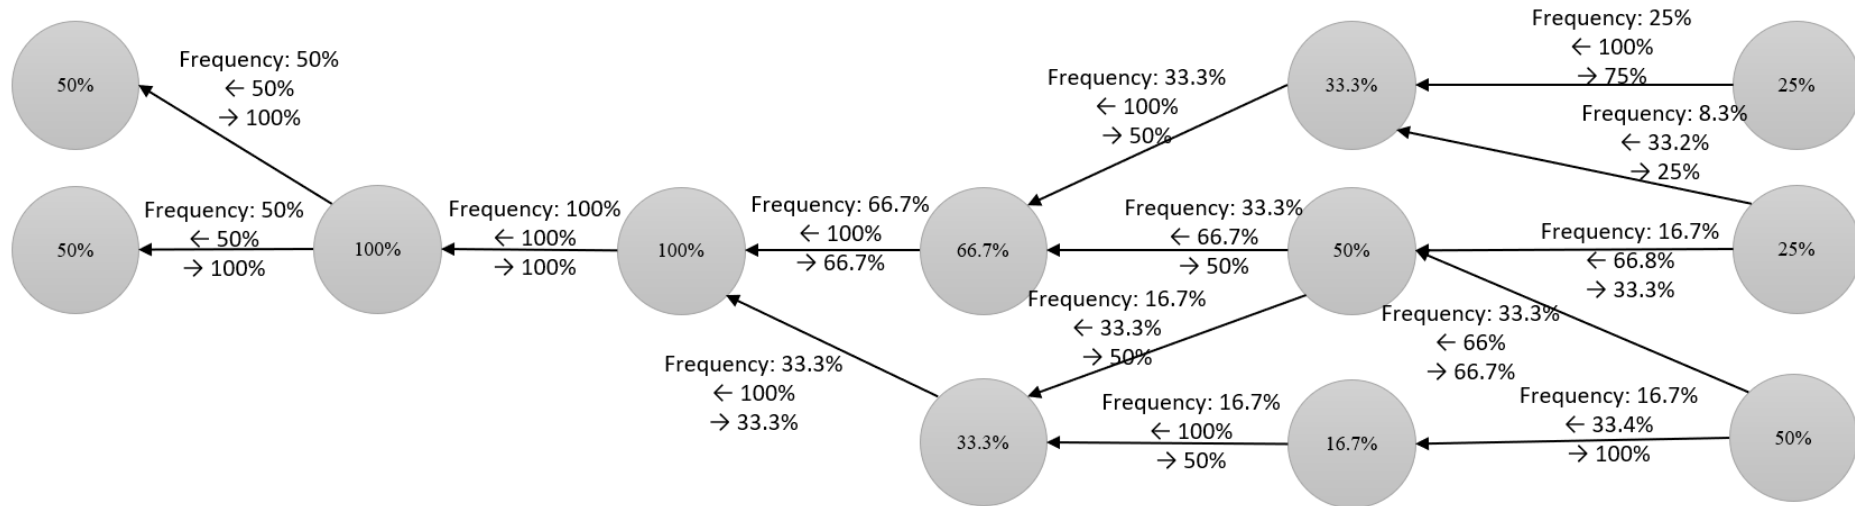 50%
Frequency: 50%
← 50%
→ 100%
50%
Frequency: 50%
← 50%
→ 100%
100%
Frequency: 100%
← 100%
→ 100%
100%
Frequency: 66.7%
← 100%
→ 66.7%
Frequency: 33.3%
← 100%
→ 33.3%
66.7%
33.3%
Frequency: 33.3%
← 100%
→ 50%
Frequency: 33.3%
← 66.7%
→ 50%
Frequency: 16.7%
← 33.3%
→ 50%
Frequency: 16.7%
← 100%
→ 50%
33.3%
50%
16.7%
Frequency: 25%
← 100%
→ 75%
Frequency: 8.3%
← 33.2%
→ 25%
Frequency: 16.7%
← 66.8%
→ 33.3%
Frequency: 33.3%
← 66%
→ 66.7%
Frequency: 16.7%
← 33.4%
→ 100%
25%
25%
50%